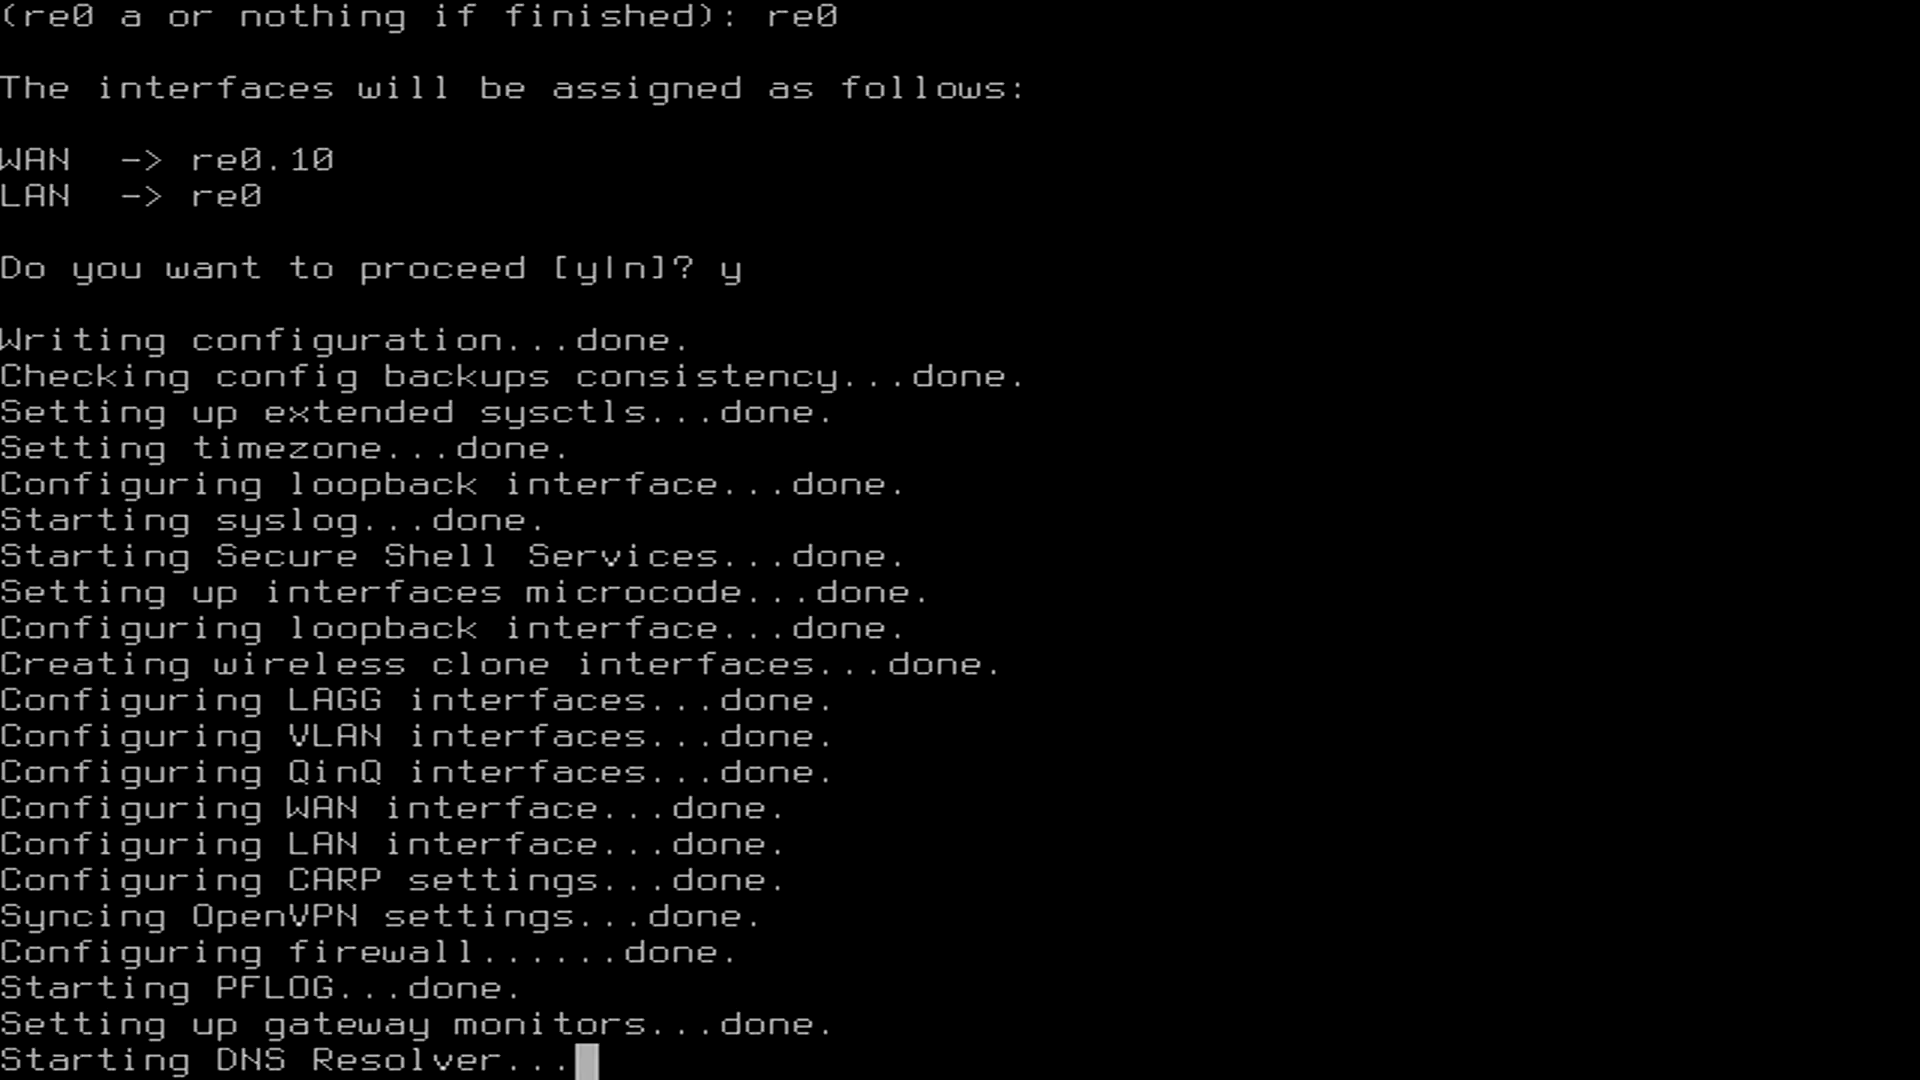 (re0 a or nothing if finished): re0
The interfaces will be assigned as follows:
WAN  -> re0.10
LAN  -> re0
Do you want to proceed [y|n]? y
Writing configuration...done.
Checking config backups consistency...done.
Setting up extended sysctls...done.
Setting timezone...done.
Configuring loopback interface...done.
Starting syslog...done.
Starting Secure Shell Services...done.
Setting up interfaces microcode...done.
Configuring loopback interface...done.
Creating wireless clone interfaces...done.
Configuring LAGG interfaces...done.
Configuring VLAN interfaces...done.
Configuring QinQ interfaces...done.
Configuring WAN interface...done.
Configuring LAN interface...done.
Configuring CARP settings...done.
Syncing OpenVPN settings...done.
Configuring firewall......done.
Starting PFLOG...done.
Setting up gateway monitors...done.
Starting DNS Resolver...